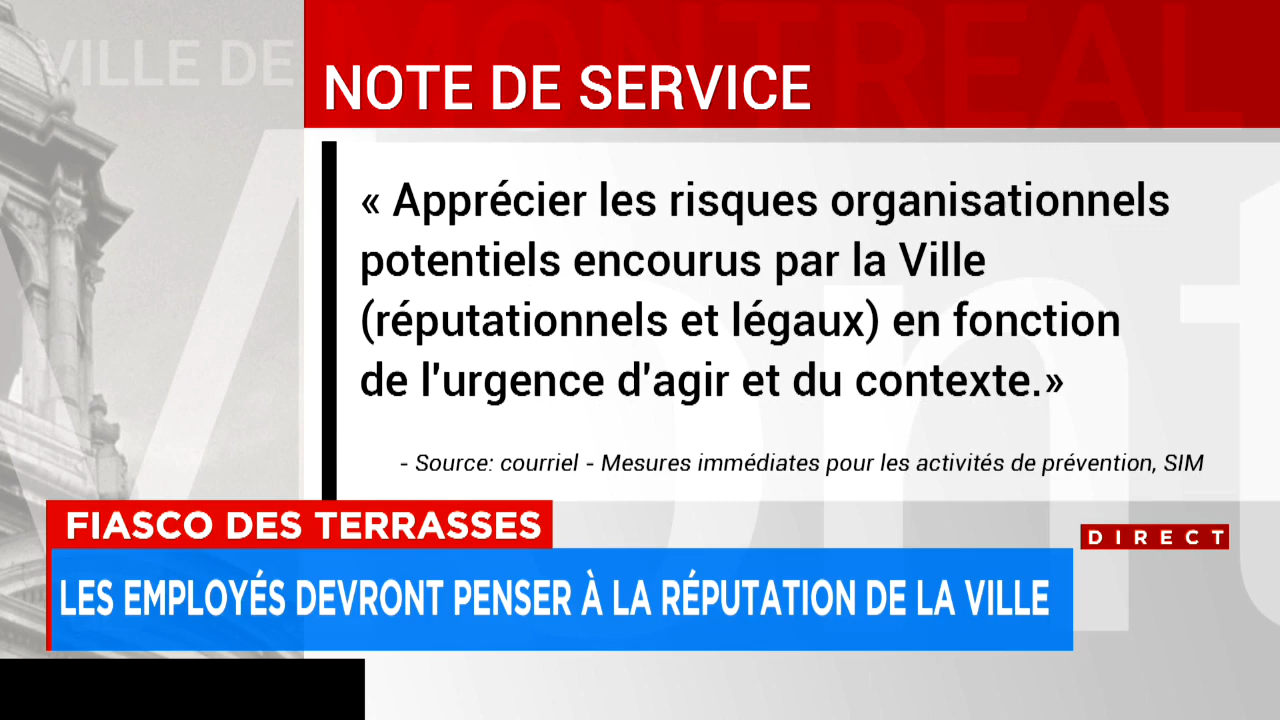 VILLE DE MONTRÉAL
NOTE DE SERVICE
« Apprécier les risques organisationnels
potentiels encourus par la Ville
(réputationnels et légaux) en fonction
de l'urgence d'agir et du contexte.»
- Source: courriel - Mesures immédiates pour les activités de prévention, SIM
FIASCO DES TERRASSES
DIRECT
LES EMPLOYÉS DEVRONT PENSER À LA RÉPUTATION DE LA VILLE